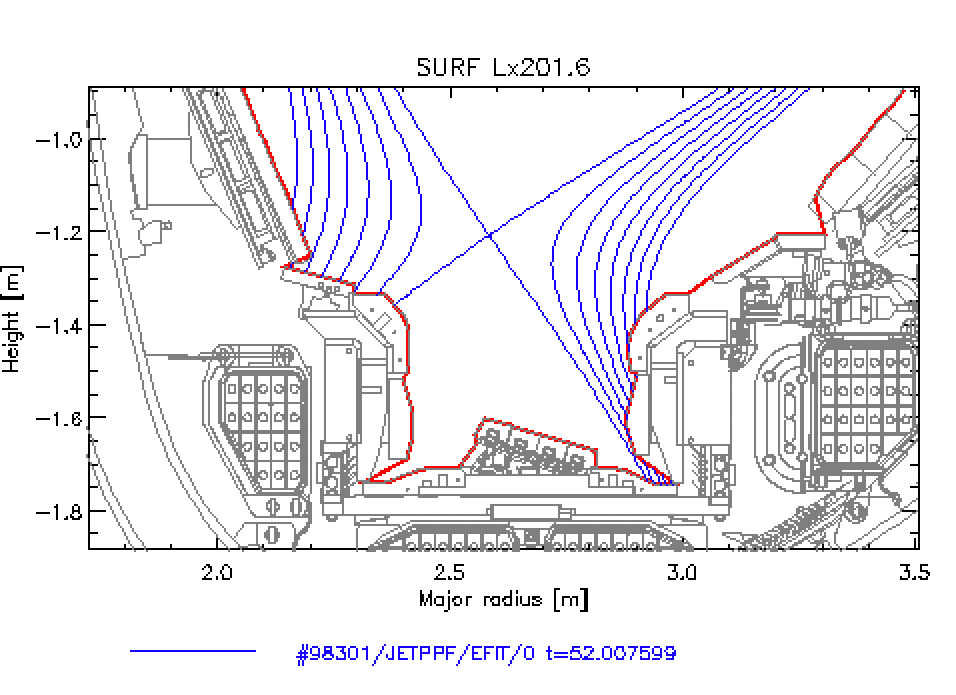 SURF Lx201.6
-1.0
-1.2
-1.4
-1.6
-1.8
Height [m]
2.0 2.5 3.0 3.5
Major radius [m]
#98301/JETPPF/EFIT/0 t=52.007599